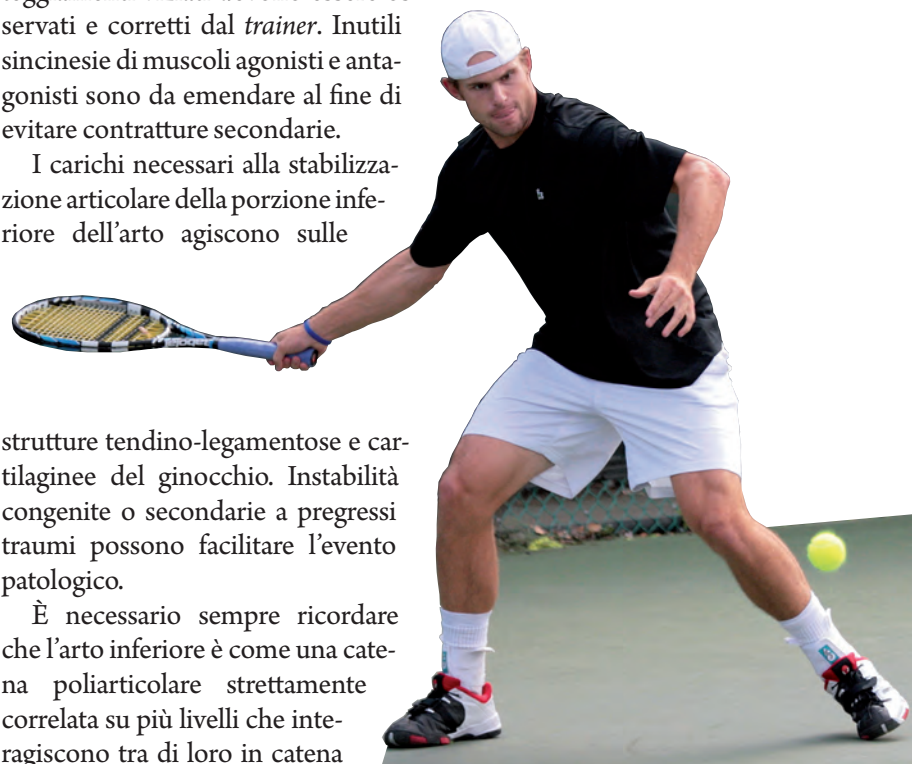 servati e corretti dal trainer. Inutili
sincinesie di muscoli agonisti e anta-
gonisti sono da emendare al fine di
evitare contratture secondarie.
I carichi necessari alla stabilizza-
zione articolare della porzione infe-
riore dell’arto agiscono sulle
strutture tendino-legamentose e car-
tilaginee del ginocchio. Instabilità
congenite o secondarie a pregressi
traumi possono facilitare l’evento
patologico.
È necessario sempre ricordare
che l’arto inferiore è come una cate-
na poliarticolare strettamente
correlata su più livelli che inte-
ragiscono tra di loro in catena